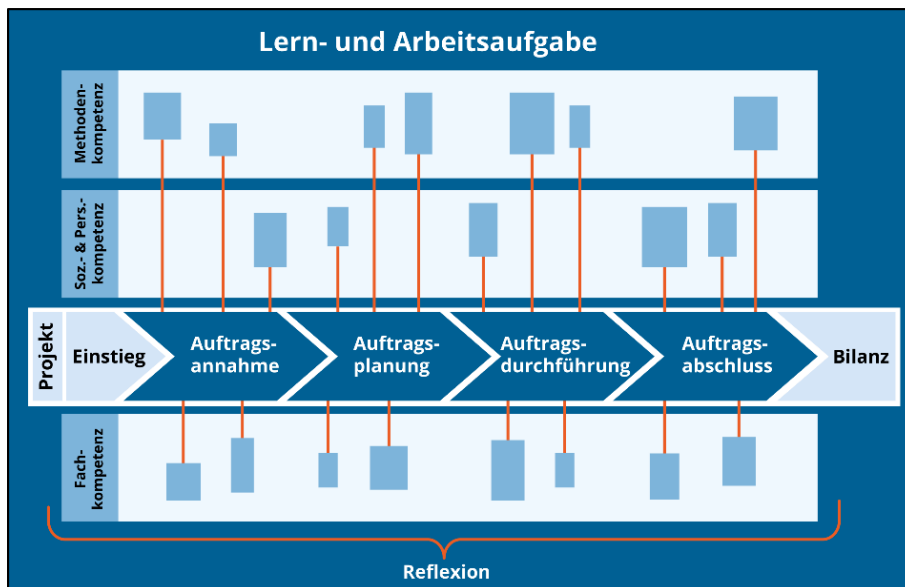 Lern- und Arbeitsaufgabe
Methoden-
kompetenz
Soz.- & Pers.-
kompetenz
Projekt
Einstieg
Auftrags-
annahme
Auftrags-
planung
Auftrags-
durchführung
Auftrags-
abschluss
Bilanz
Fach-
kompetenz
Reflexion